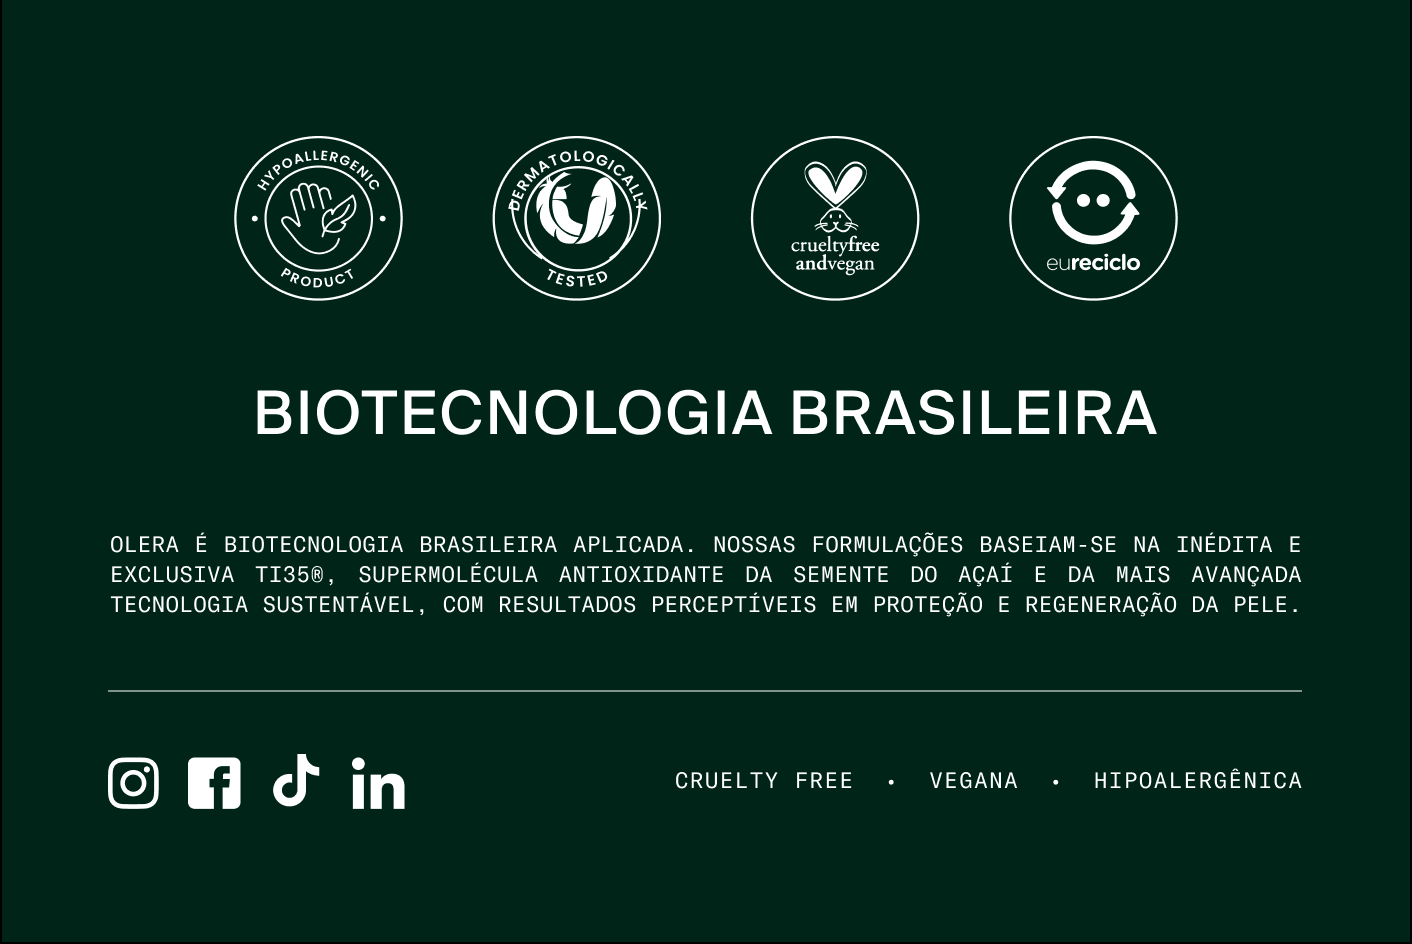 HYPOALLERGENIC
PRODUCT
DERMATOLOGICALLY
TESTED
crueltyfree
andvegan
eureciclo
BIOTECNOLOGIA BRASILEIRA
OLERA É BIOTECNOLOGIA BRASILEIRA APLICADA. NOSSAS FORMULAÇÕES BASEIAM-SE NA INÉDITA E
EXCLUSIVA TI35®, SUPERMOLÉCULA ANTIOXIDANTE DA SEMENTE DO AÇAÍ E DA MAIS AVANÇADA
TECNOLOGIA SUSTENTÁVEL, COM RESULTADOS PERCEPTÍVEIS EM PROTEÇÃO E REGENERAÇÃO DA PELE.
CRUELTY FREE • VEGANA • HIPOALERGÊNICA